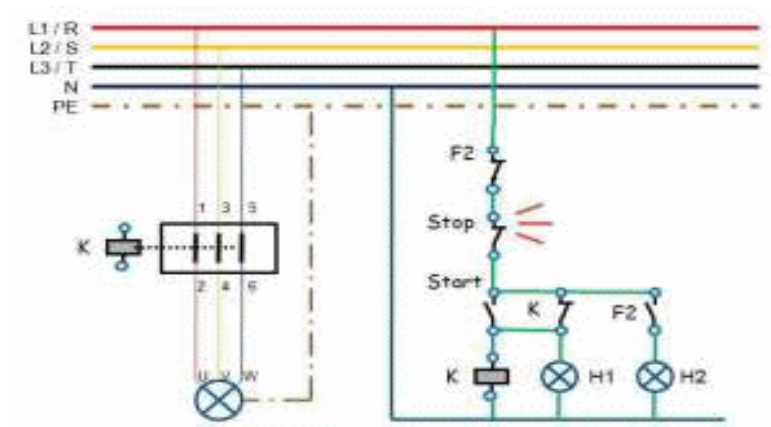 L1 / R
L2 / S
L3 / T
N
PE
F2
1 3 5
Stop
K
Start
2 4 6
K
F2
U V W
K
H1
H2